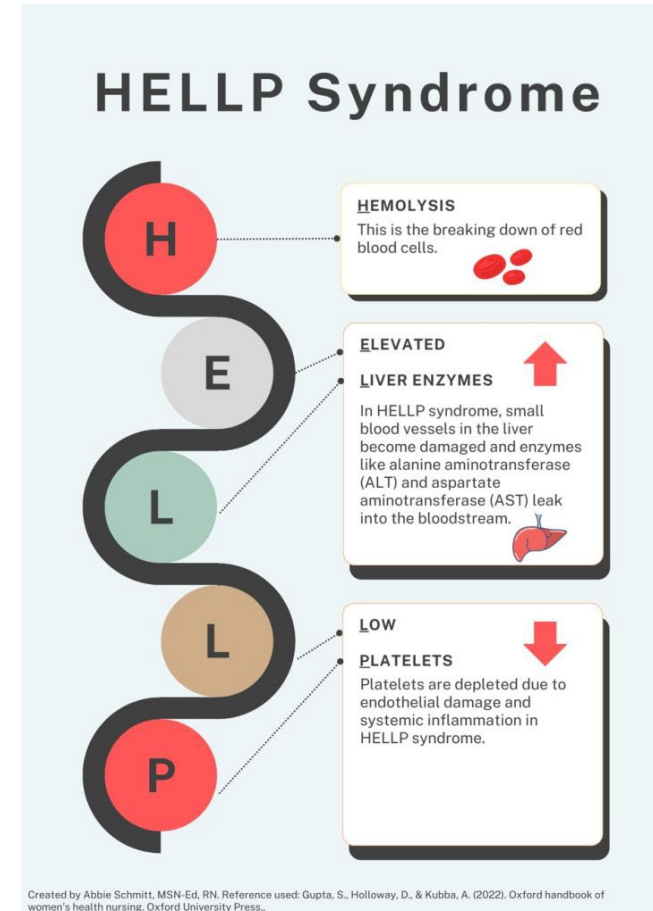 HELLP Syndrome
H
HEMOLYSIS
This is the breaking down of red
blood cells.
E
ELEVATED
LIVER ENZYMES
In HELLP syndrome, small
blood vessels in the liver
become damaged and enzymes
like alanine aminotransferase
(ALT) and aspartate
aminotransferase (AST) leak
into the bloodstream.
L
L
LOW
PLATELETS
Platelets are depleted due to
endothelial damage and
systemic inflammation in
HELLP syndrome.
P
Created by Abbie Schmitt, MSN-Ed, RN. Reference used: Gupta, S., Holloway, D., & Kubba, A. (2022). Oxford handbook of
women's health nursing. Oxford University Press,.